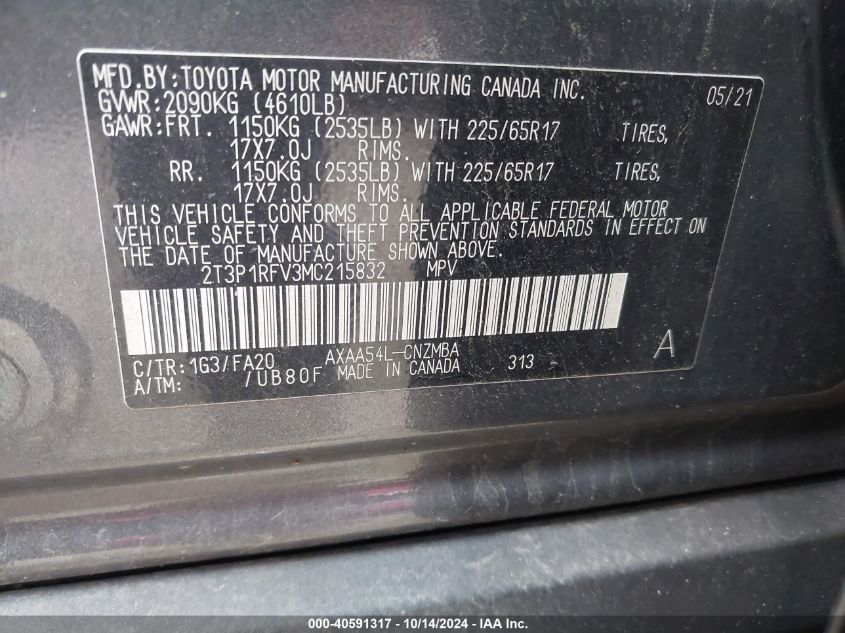 MFD.BY:TOYOTA MOTOR MANUFACTURING CANADA INC. 05/21
GVWR:2090KG (4610LB)
GAWR:FRT. 1150KG (2535LB) WITH 225/65R17 TIRES,
17X7.0J RIMS.
RR. 1150KG (2535LB) WITH 225/65R17 TIRES,
17X7.0J RIMS.
THIS VEHICLE CONFORMS TO ALL APPLICABLE FEDERAL MOTOR
VEHICLE SAFETY AND THEFT PREVENTION STANDARDS IN EFFECT ON
THE DATE OF MANUFACTURE SHOWN ABOVE.
2T3P1RFV3MC215832 MPV
C/TR:1G3/FA20 AXAA54L-CNZMBA 313 A
A/TM: /UB80F MADE IN CANADA
000-40591317 - 10/14/2024 - IAA Holdings, LLC.